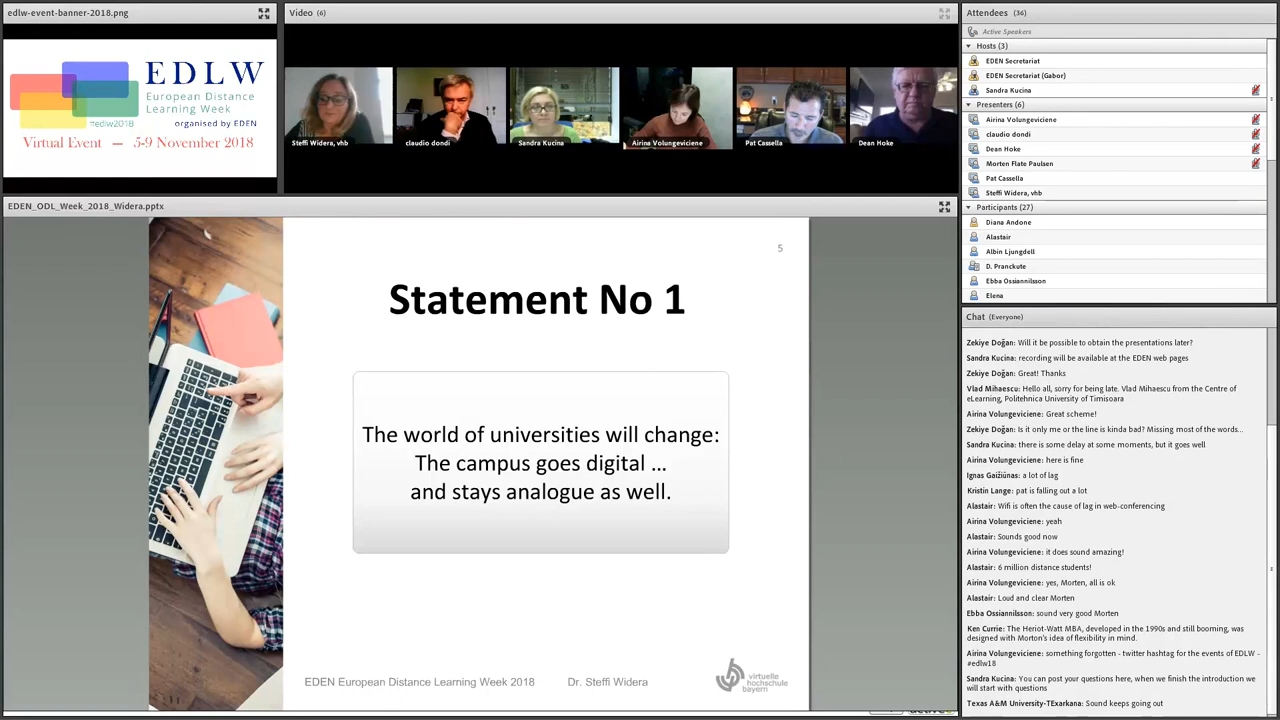 edlw-event-banner-2018.png
EDLW
European Distance
Learning Week
#edlw2018
organised by EDEN
Virtual Event — 5-9 November 2018
Video (6)
Steffi Widera, vhb
claudio dondi
Sandra Kucina
Airina Volungeviciene
Pat Cassella
Dean Hoke
EDEN_ODL_Week_2018_Widera.pptx
5
Statement No 1
The world of universities will change:
The campus goes digital ...
and stays analogue as well.
EDEN European Distance Learning Week 2018
Dr. Steffi Widera
virtuelle
hochschule
bayern
Attendees (36)
Active Speakers
Hosts (3)
EDEN Secretariat
EDEN Secretariat (Gabor)
Sandra Kucina
Presenters (6)
Airina Volungeviciene
claudio dondi
Dean Hoke
Morten Flate Paulsen
Pat Cassella
Steffi Widera, vhb
Participants (27)
Diana Andone
Alastair
Albin Ljungdell
D. Pranckute
Ebba Ossiannilsson
Elena
Chat (Everyone)
Zekiye Doğan: Will it be possible to obtain the presentations later?
Sandra Kucina: recording will be available at the EDEN web pages
Zekiye Doğan: Great! Thanks
Vlad Mihaescu: Hello all, sorry for being late. Vlad Mihaescu from the Centre of
eLearning, Politehnica University of Timisoara
Airina Volungeviciene: Great scheme!
Zekiye Doğan: Is it only me or the line is kinda bad? Missing most of the words...
Sandra Kucina: there is some delay at some moments, but it goes well
Airina Volungeviciene: here is fine
Ignas Gaižiūnas: a lot of lag
Kristin Lange: pat is falling out a lot
Alastair: Wifi is often the cause of lag in web-conferencing
Airina Volungeviciene: yeah
Alastair: Sounds good now
Airina Volungeviciene: it does sound amazing!
Alastair: 6 million distance students!
Airina Volungeviciene: yes, Morten, all is ok
Alastair: Loud and clear Morten
Ebba Ossiannilsson: sound very good Morten
Ken Currie: The Heriot-Watt MBA, developed in the 1990s and still booming, was
designed with Morton's idea of flexibility in mind.
Airina Volungeviciene: something forgotten - twitter hashtag for the events of EDLW -
#edlw18
Sandra Kucina: You can post your questions here, when we finish the introduction we
will start with questions
Texas A&M University-TExarkana: Sound keeps going out